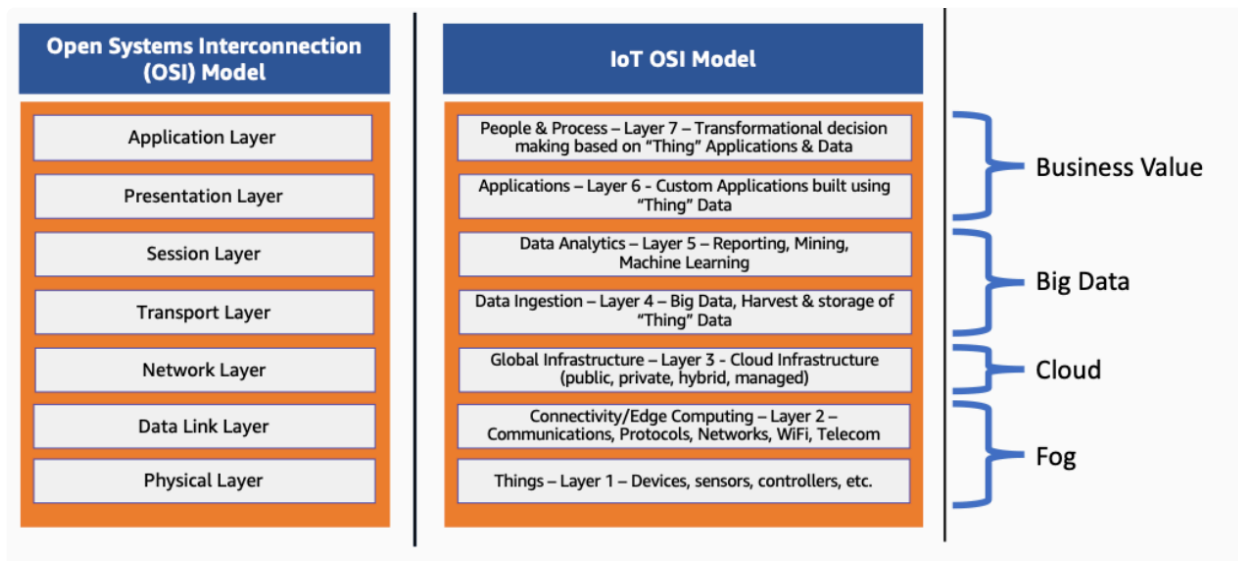 Open Systems Interconnection
(OSI) Model
Application Layer
Presentation Layer
Session Layer
Transport Layer
Network Layer
Data Link Layer
Physical Layer
IoT OSI Model
People & Process – Layer 7 – Transformational decision
making based on “Thing” Applications & Data
Applications – Layer 6 - Custom Applications built using
“Thing” Data
Data Analytics – Layer 5 – Reporting, Mining,
Machine Learning
Data Ingestion – Layer 4 – Big Data, Harvest & storage of
“Thing” Data
Global Infrastructure – Layer 3 - Cloud Infrastructure
(public, private, hybrid, managed)
Connectivity/Edge Computing – Layer 2 –
Communications, Protocols, Networks, WiFi, Telecom
Things – Layer 1 – Devices, sensors, controllers, etc.
Business Value
Big Data
Cloud
Fog